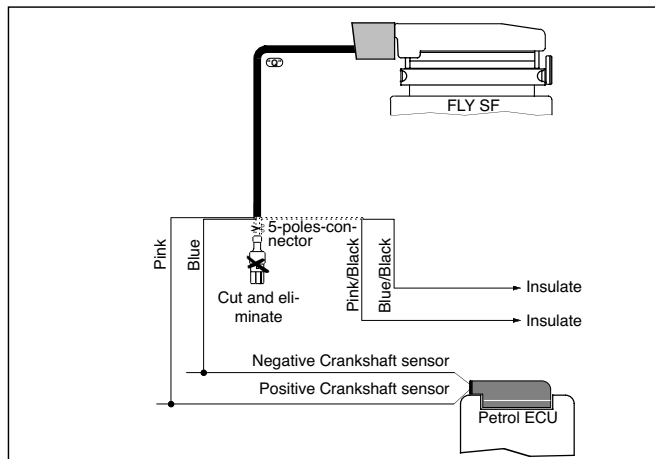 FLY SF
Pink
Blue
5-poles-con-
nector
Pink/Black
Blue/Black
Cut and eli-
minate
Insulate
Insulate
Negative Crankshaft sensor
Positive Crankshaft sensor
Petrol ECU